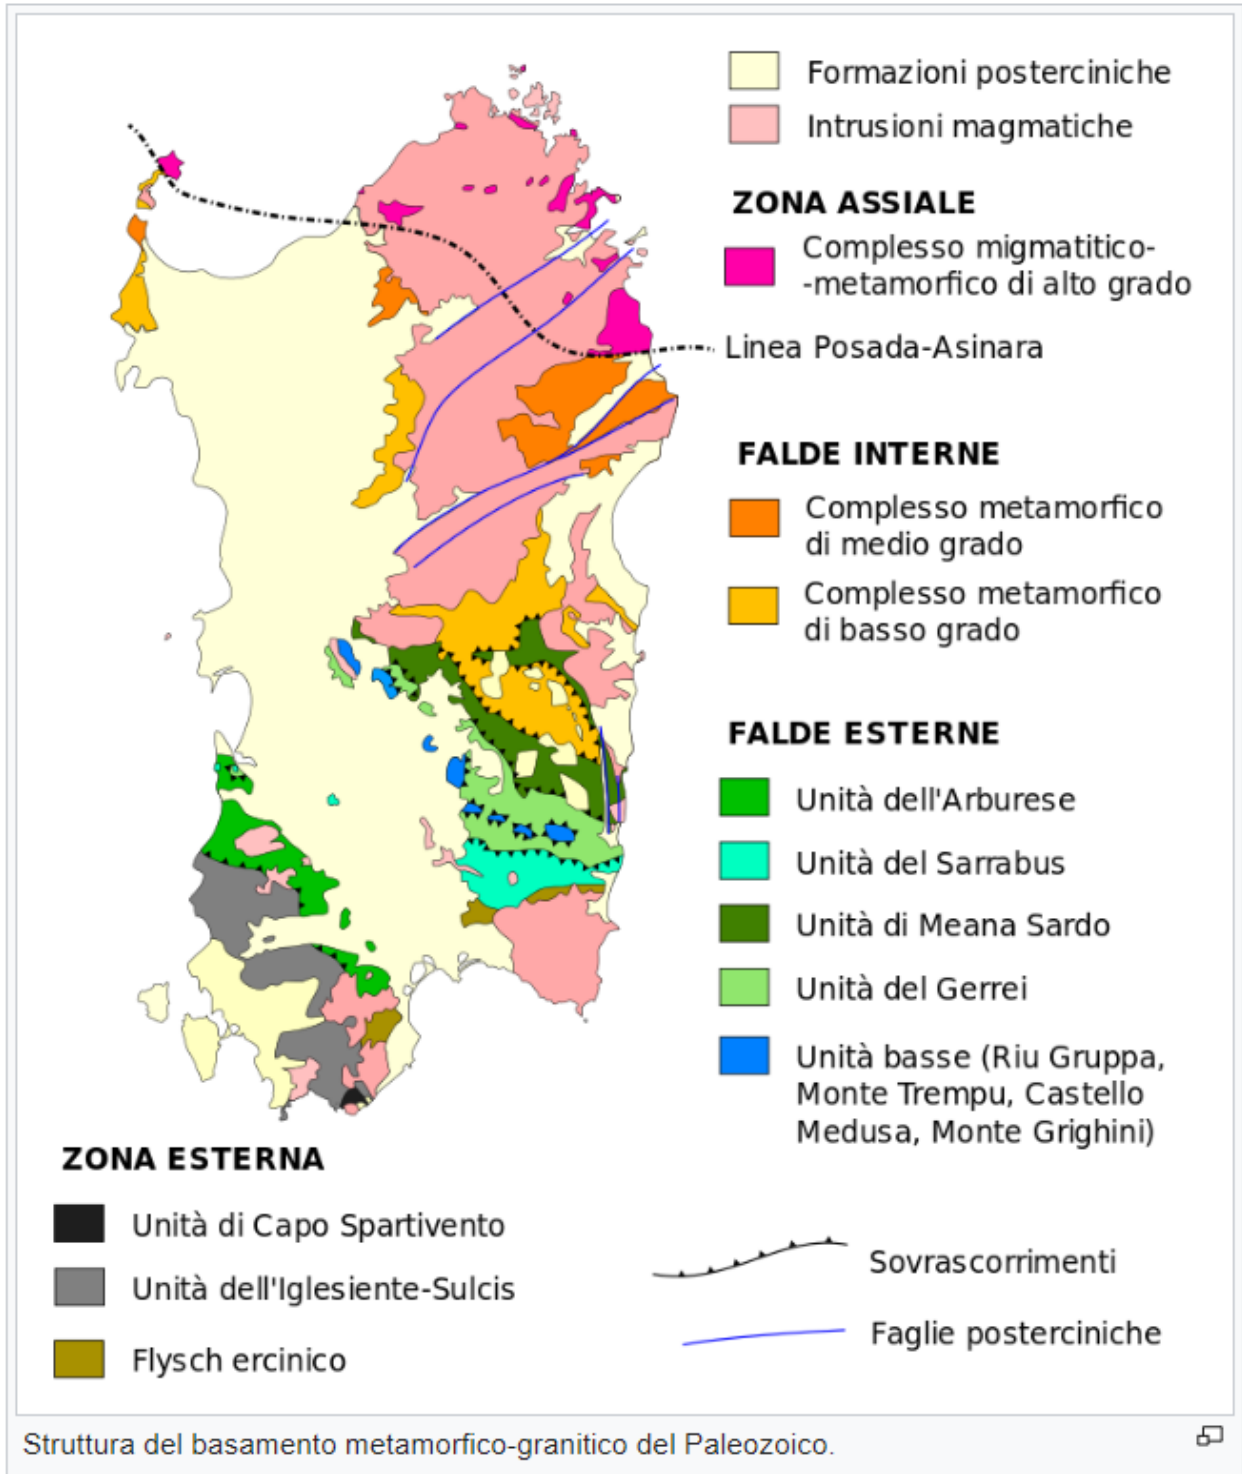 Formazioni posterciniche
Intrusioni magmatiche
ZONA ASSIALE
Complesso migmatitico-
-metamorfico di alto grado
Linea Posada-Asinara
FALDE INTERNE
Complesso metamorfico
di medio grado
Complesso metamorfico
di basso grado
FALDE ESTERNE
Unità dell'Arburese
Unità del Sarrabus
Unità di Meana Sardo
Unità del Gerrei
Unità basse (Riu Gruppa,
Monte Trempu, Castello
Medusa, Monte Grighini)
ZONA ESTERNA
Unità di Capo Spartivento
Unità dell'Iglesiente-Sulcis
Flysch ercinico
Sovrascorrimenti
Faglie posterciniche
Struttura del basamento metamorfico-granitico del Paleozoico.